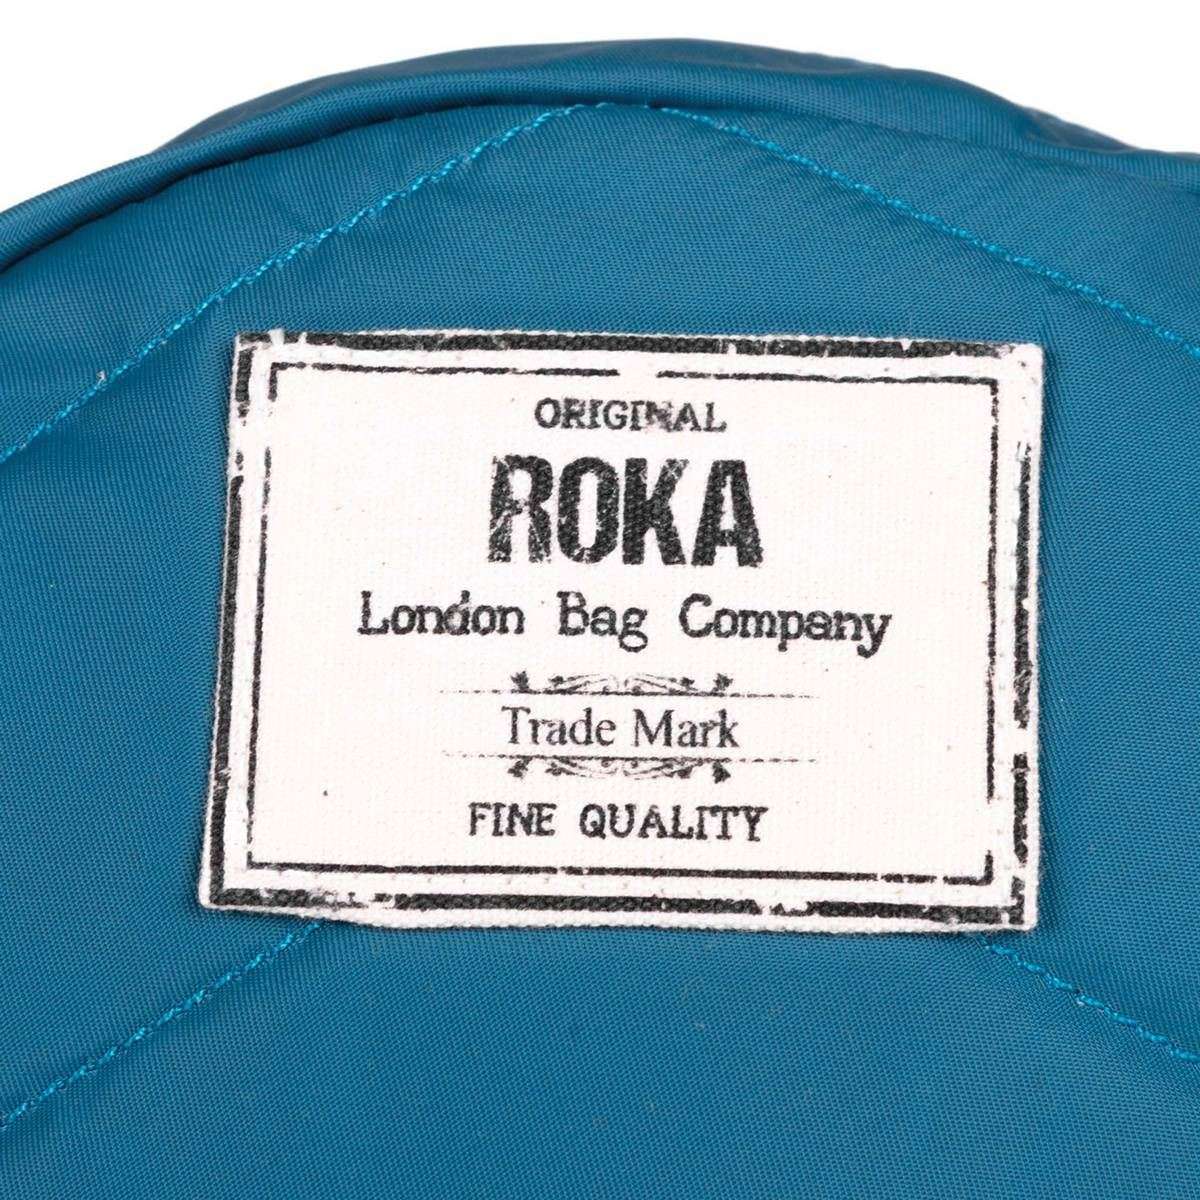 ORIGINAL
ROKA
London Bag Company
Trade Mark
FINE QUALITY